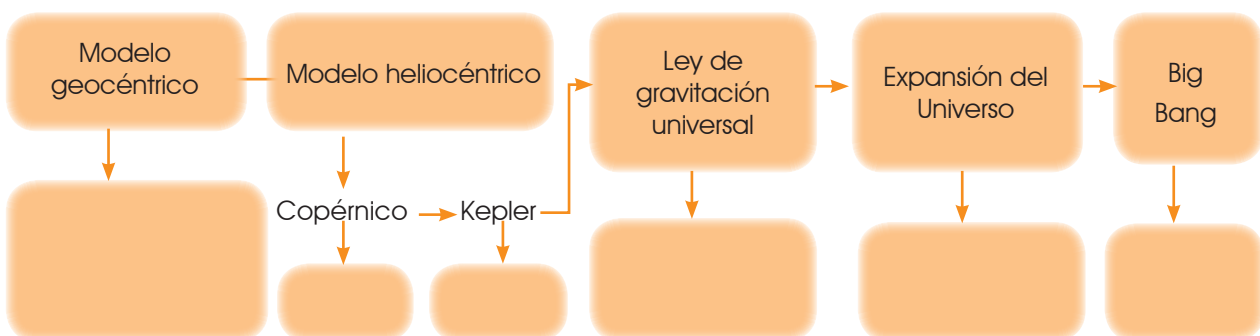 Modelo
geocéntrico
Modelo heliocéntrico
Ley de
gravitación
universal
Expansión del
Universo
Big
Bang
Copérnico
Kepler